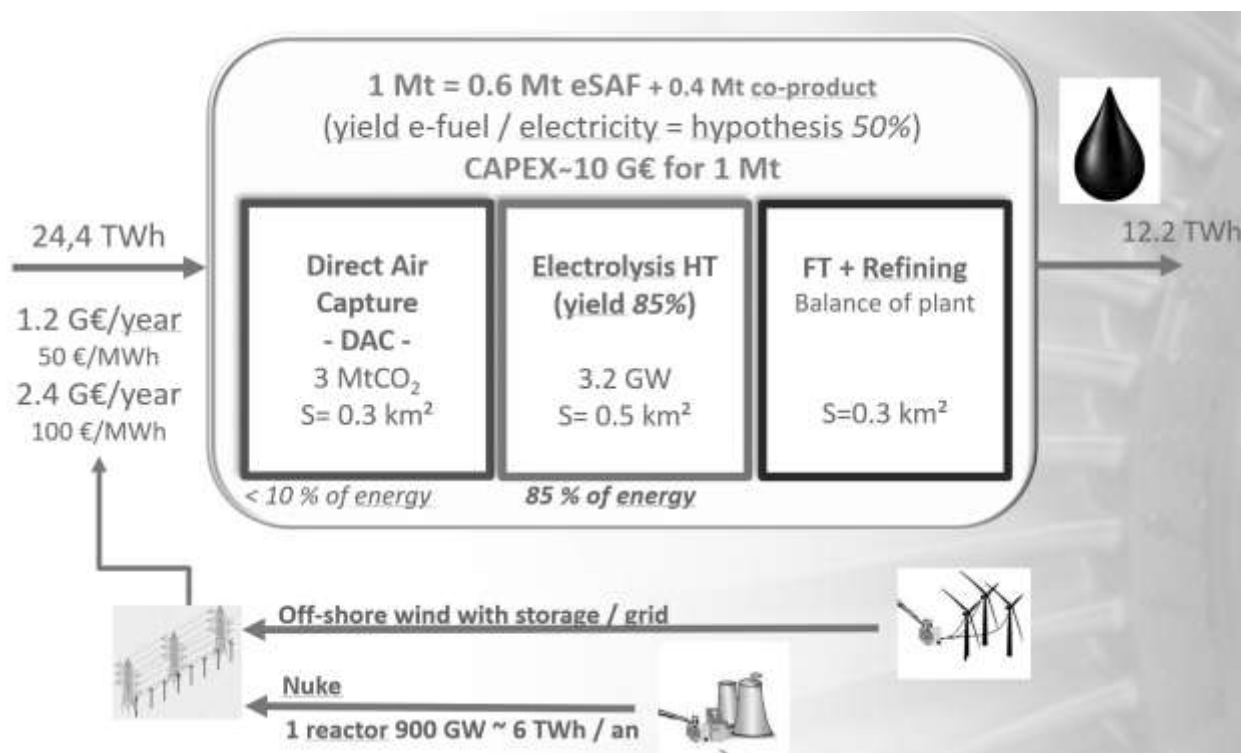 1 Mt = 0.6 Mt eSAF + 0.4 Mt co-product
(yield e-fuel / electricity = hypothesis 50%)
CAPEX~10 G€ for 1 Mt
24,4 TWh
1.2 G€/year
50 €/MWh
2.4 G€/year
100 €/MWh
Direct Air
Capture
- DAC -
3 MtCO₂
S= 0.3 km²
< 10 % of energy
Electrolysis HT
(yield 85%)
3.2 GW
S= 0.5 km²
85 % of energy
FT + Refining
Balance of plant
S=0.3 km²
12.2 TWh
Off-shore wind with storage / grid
Nuke
1 reactor 900 GW ~ 6 TWh / an